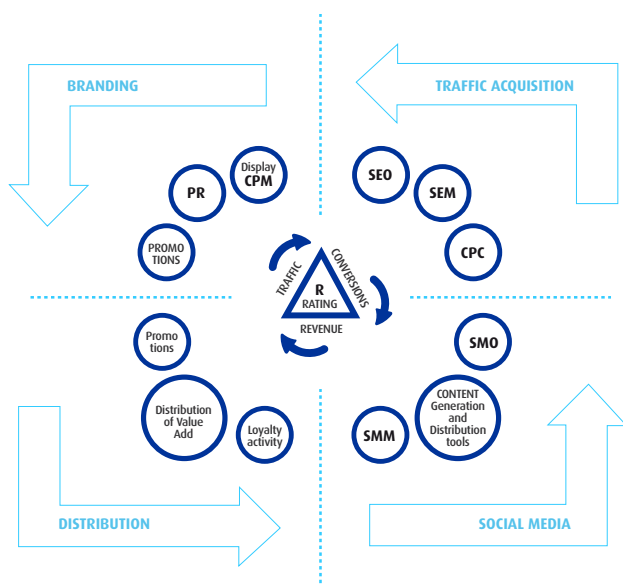 BRANDING
TRAFFIC ACQUISITION
Display
CPM
PR
PROMO
TIONS
SEO
SEM
CPC
TRAFFIC
CONVERSIONS
R
RATING
REVENUE
Promo
tions
Distribution
of Value
Add
Loyalty
activity
SMO
CONTENT
Generation
and
Distribution
tools
SMM
DISTRIBUTION
SOCIAL MEDIA